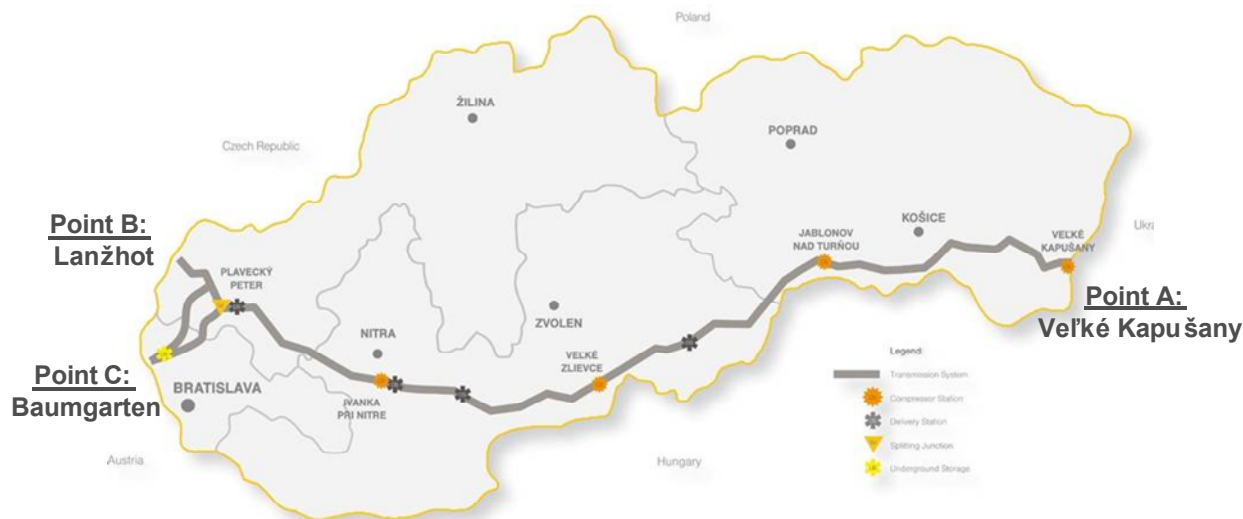 Poland
ŽILINA
POPRAD
Czech Republic
Point B:
Lanžhot
KOŠICE
Ukra
JABLONOV
NAD TURŇOU
VEĽKÉ
KAPUŠANY
PLAVECKÝ
PETER
Point A:
Veľké Kapušany
NITRA
ZVOLEN
VEĽKÉ
ZLIEVCE
Point C:
Baumgarten
BRATISLAVA
IVANKA
PRI NITRE
Austria
Hungary
Legend:
Transmission System
Compressor Station
Delivery Station
Splitting Junction
Underground Storage